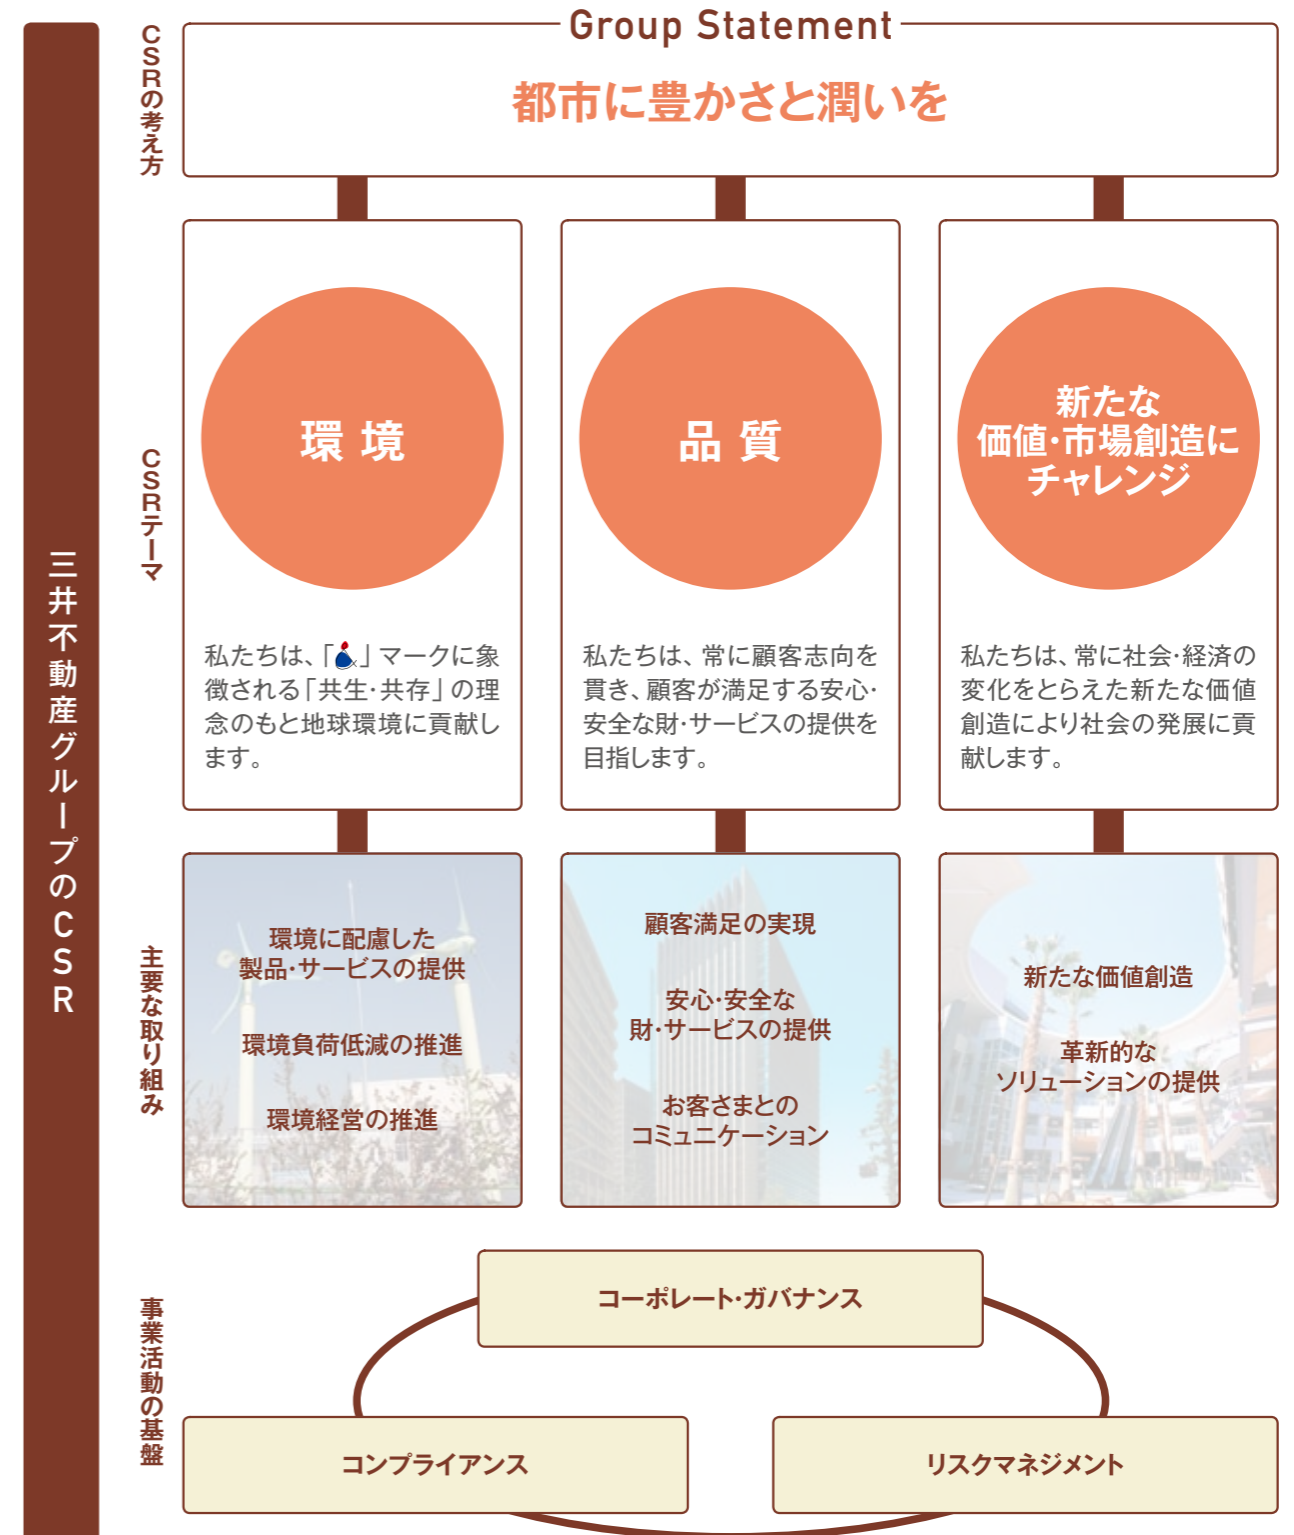 三井不動産グループのCSR
CSRの考え方
Group Statement
都市に豊かさと潤いを
CSRテーマ
環境
私たちは、「」マークに象
徴される「共生・共存」の理
念のもと地球環境に貢献し
ます。
品質
私たちは、常に顧客志向を
貫き、顧客が満足する安心・
安全な財・サービスの提供を
目指します。
新たな
価値・市場創造に
チャレンジ
私たちは、常に社会・経済の
変化をとらえた新たな価値
創造により社会の発展に貢
献します。
主要な取り組み
環境に配慮した
製品・サービスの提供
環境負荷低減の推進
環境経営の推進
顧客満足の実現
安心・安全な
財・サービスの提供
お客さまとの
コミュニケーション
新たな価値創造
革新的な
ソリューションの提供
事業活動の基盤
コーポレート・ガバナンス
コンプライアンス
リスクマネジメント